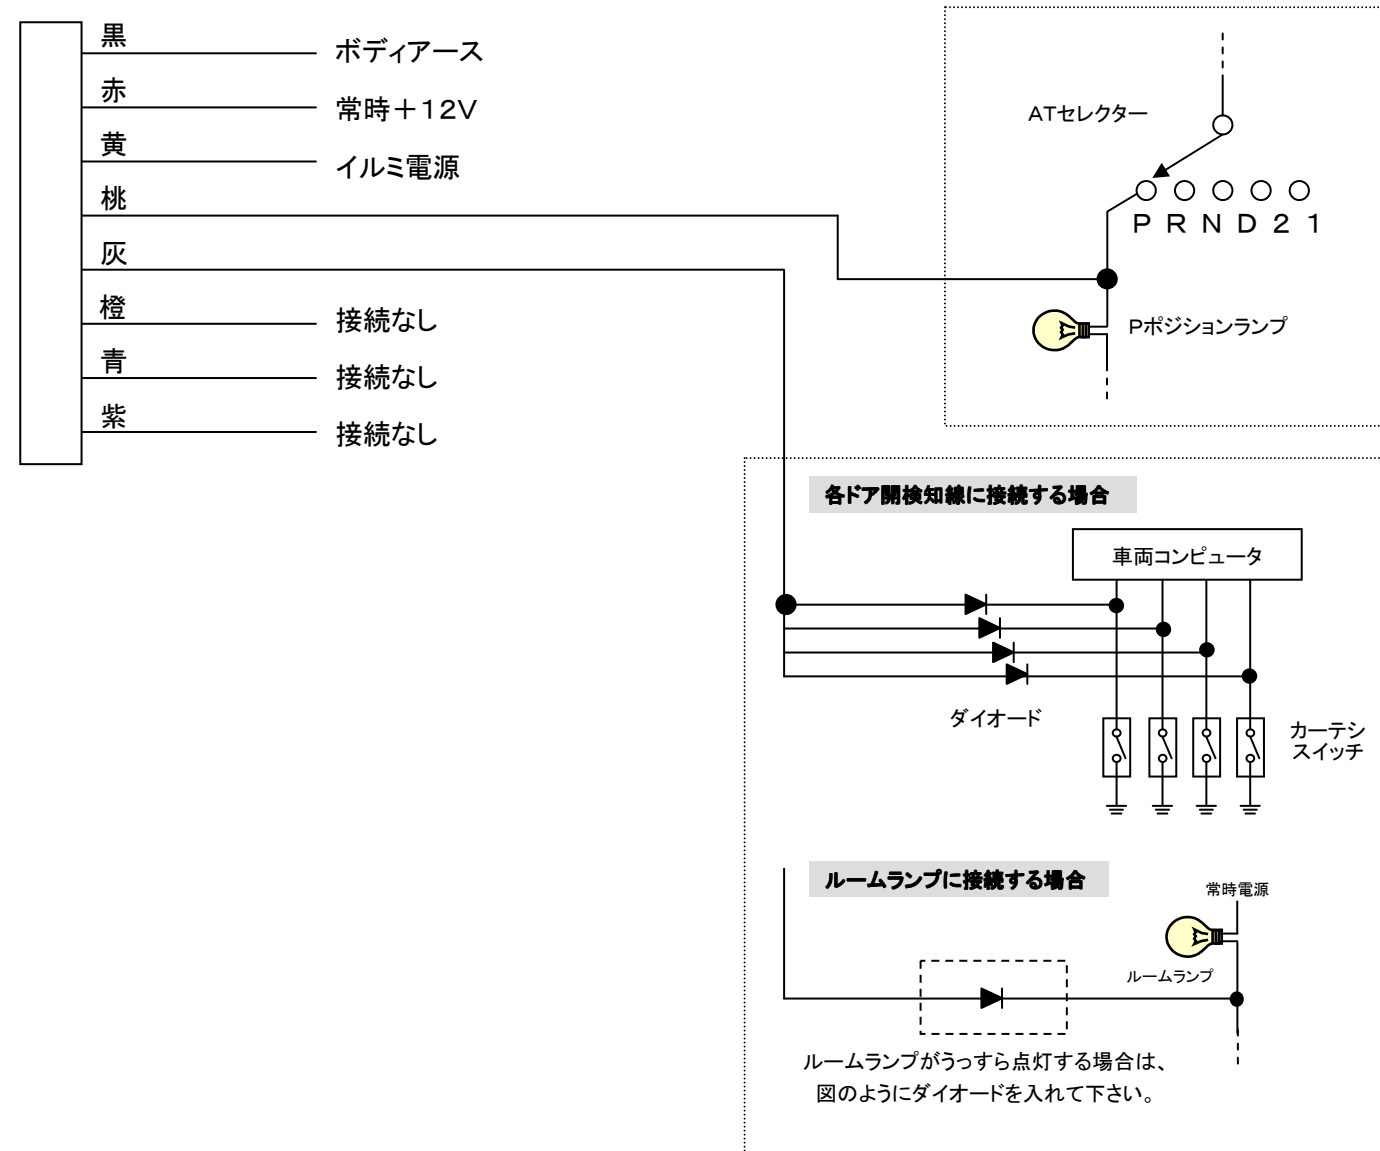 黒
ボディアース
赤
常時＋１２Ｖ
黄
イルミ電源
桃
灰
橙
接続なし
青
接続なし
紫
接続なし
ＡＴセレクター
Ｐ Ｒ Ｎ Ｄ ２ １
Ｐポジションランプ
各ドア開検知線に接続する場合
車両コンピュータ
ダイオード
カーテシ
スイッチ
ルームランプに接続する場合
常時電源
ルームランプ
ルームランプがうっすら点灯する場合は、
図のようにダイオードを入れて下さい。